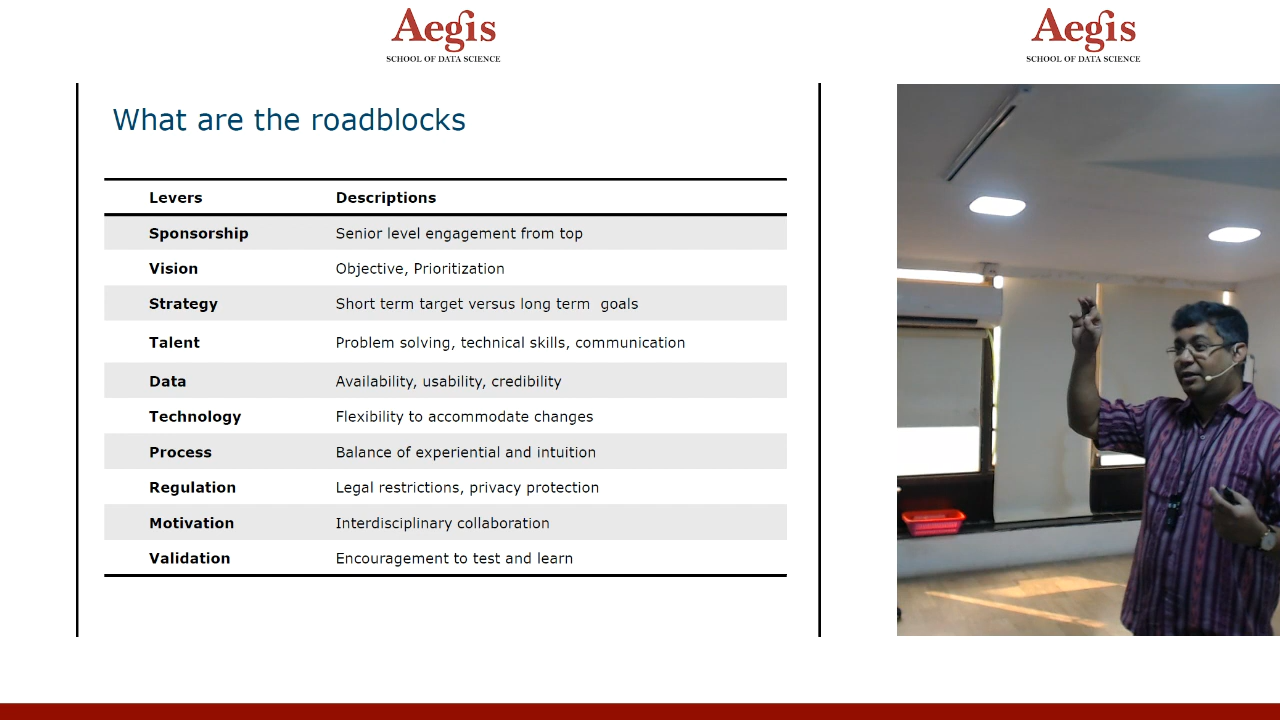 Aegis
SCHOOL OF DATA SCIENCE
Aegis
SCHOOL OF DATA SCIENCE
What are the roadblocks
Levers Descriptions
Sponsorship Senior level engagement from top
Vision Objective, Prioritization
Strategy Short term target versus long term goals
Talent Problem solving, technical skills, communication
Data Availability, usability, credibility
Technology Flexibility to accommodate changes
Process Balance of experiential and intuition
Regulation Legal restrictions, privacy protection
Motivation Interdisciplinary collaboration
Validation Encouragement to test and learn